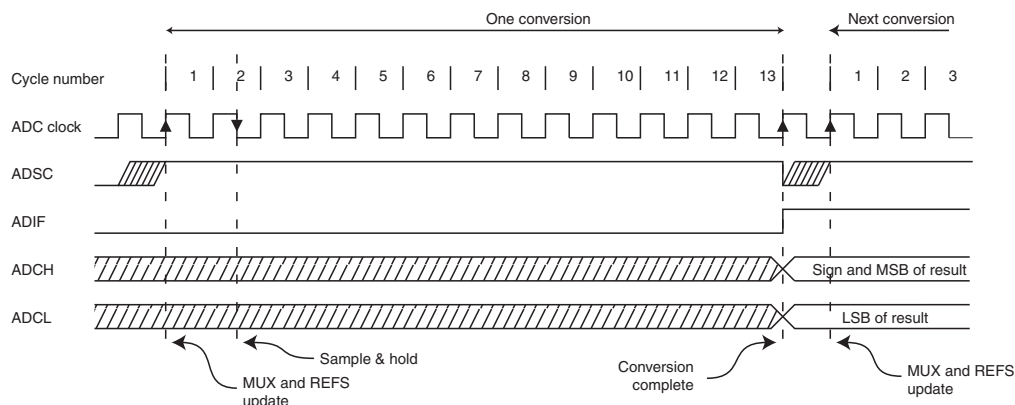 One conversion
Next conversion
Cycle number
1 2 3 4 5 6 7 8 9 10 11 12 13 1 2 3
ADC clock
ADSC
ADIF
ADCH
Sign and MSB of result
ADCL
LSB of result
Sample & hold
MUX and REFS
update
Conversion
complete
MUX and REFS
update